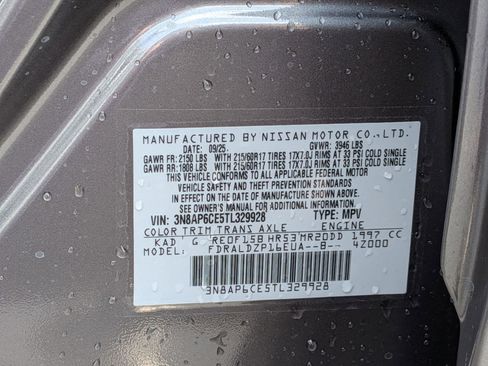 MANUFACTURED BY NISSAN MOTOR CO.,LTD.
DATE: 09/25. GVWR: 3946 LBS
GAWR FR: 2150 LBS WITH 215/60R17 TIRES 17X7.0J RIMS AT 33 PSI COLD SINGLE
GAWR RR: 1808 LBS WITH 215/60R17 TIRES 17X7.0J RIMS AT 33 PSI COLD SINGLE
THIS VEHICLE CONFORMS TO ALL APPLICABLE FEDERAL MOTOR
VEHICLE SAFETY AND THEFT PREVENTION STANDARDS
IN EFFECT ON THE DATE OF MANUFACTURE SHOWN ABOVE.
SEE OWNER'S MANUAL FOR ADDITIONAL INFORMATION
VIN: 3N8AP6CE5TL329928 TYPE: MPV
COLOR TRIM TRANS AXLE ENGINE
KAD G RE0F15B HR53 MR20DD 1997 CC
MODEL: FDRALDZP16EUA--B-- 4Z000
3N8AP6CE5TL329928